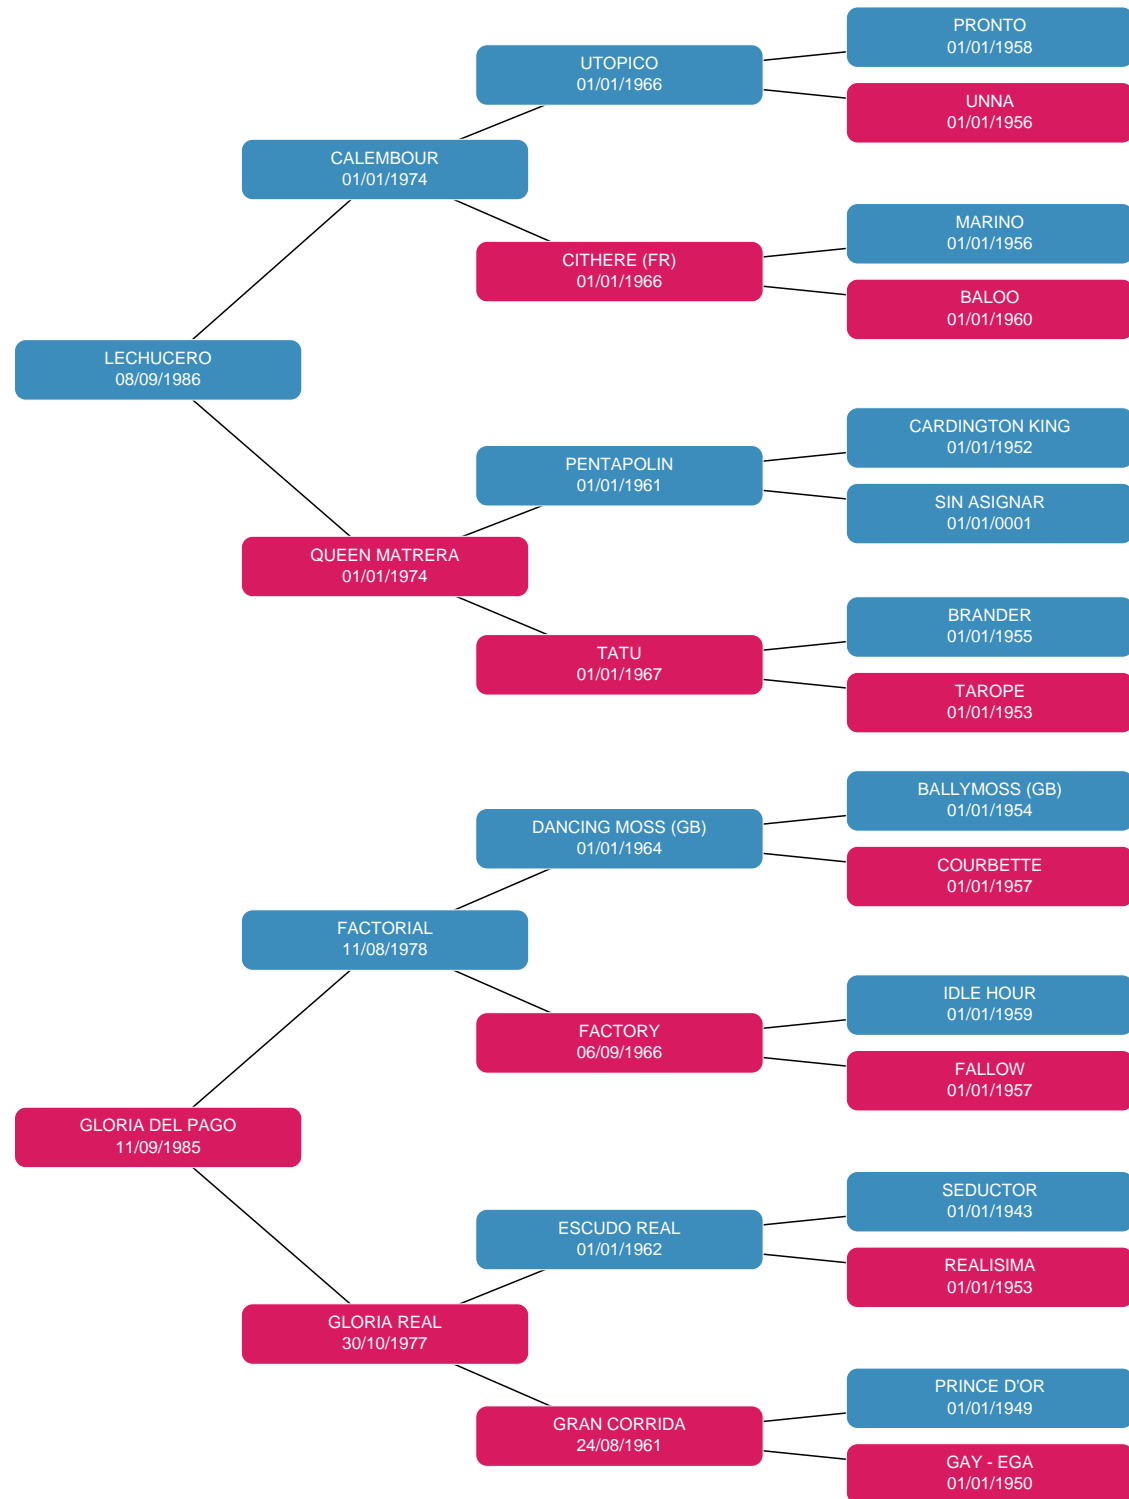 PRONTO
01/01/1958
UTOPICO
01/01/1966
UNNA
01/01/1956
CALEMBOUR
01/01/1974
MARINO
01/01/1956
CITHERE (FR)
01/01/1966
BALOO
01/01/1960
LECHUCERO
08/09/1986
CARDINGTON KING
01/01/1952
PENTAPOLIN
01/01/1961
SIN ASIGNAR
01/01/0001
QUEEN MATRERA
01/01/1974
BRANDER
01/01/1955
TATU
01/01/1967
TAROPE
01/01/1953
BALLYMOSS (GB)
01/01/1954
DANCING MOSS (GB)
01/01/1964
COURBETTE
01/01/1957
FACTORIAL
11/08/1978
IDLE HOUR
01/01/1959
FACTORY
06/09/1966
FALLOW
01/01/1957
GLORIA DEL PAGO
11/09/1985
SEDUCTOR
01/01/1943
ESCUDO REAL
01/01/1962
REALISIMA
01/01/1953
GLORIA REAL
30/10/1977
PRINCE D'OR
01/01/1949
GRAN CORRIDA
24/08/1961
GAY - EGA
01/01/1950